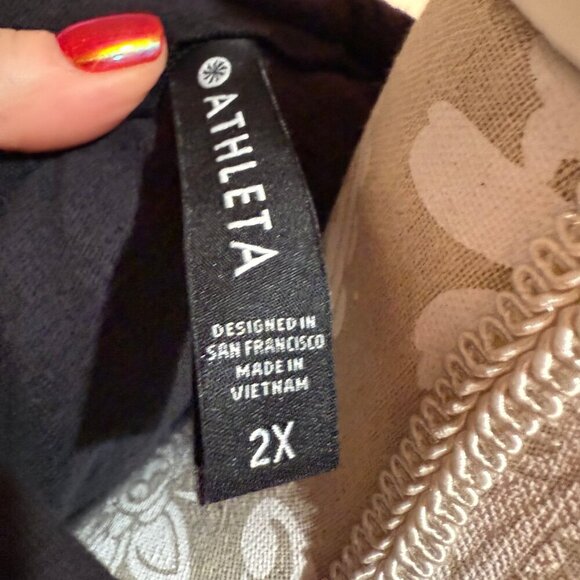 ATHLETA
DESIGNED IN
SAN FRANCISCO
MADE IN
VIETNAM
2X